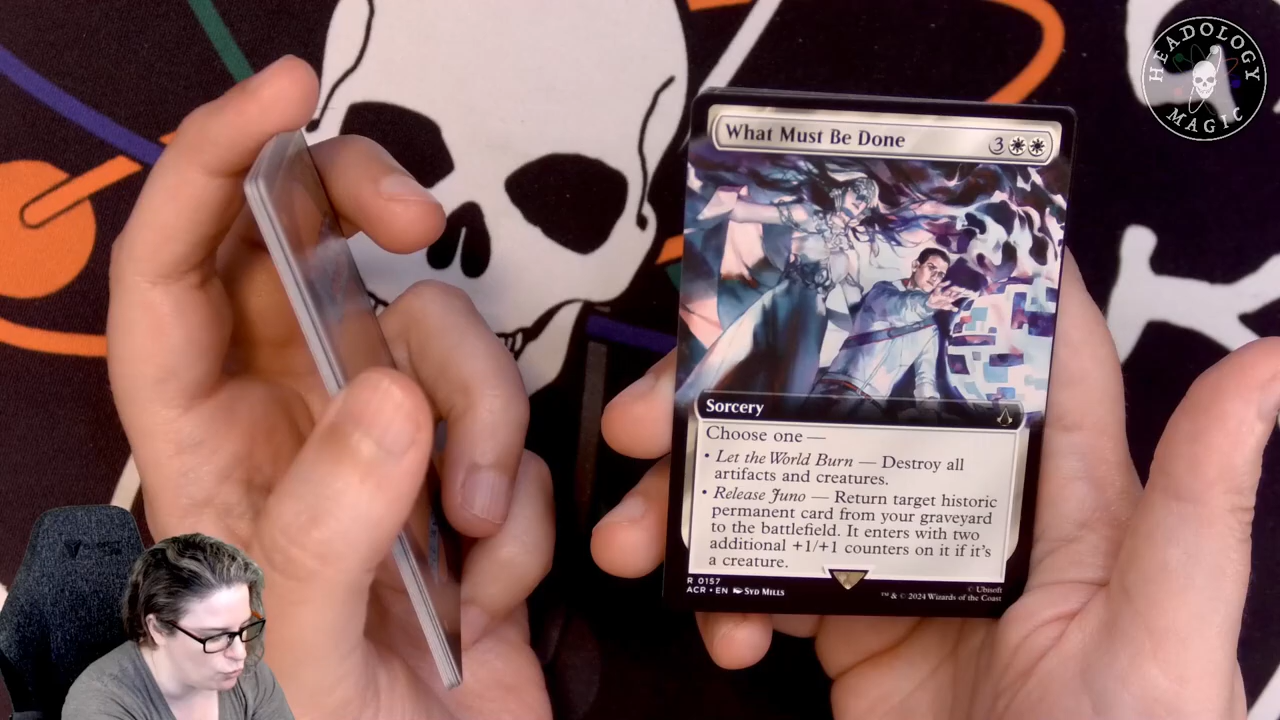 HEADOLOGY
MAGIC
What Must Be Done
3
Sorcery
Choose one —
• Let the World Burn — Destroy all
artifacts and creatures.
• Release Juno — Return target historic
permanent card from your graveyard
to the battlefield. It enters with two
additional +1/+1 counters on it if it's
a creature.
R 0157
ACR • EN SYD MILLS
© Ubisoft
™ & © 2024 Wizards of the Coast